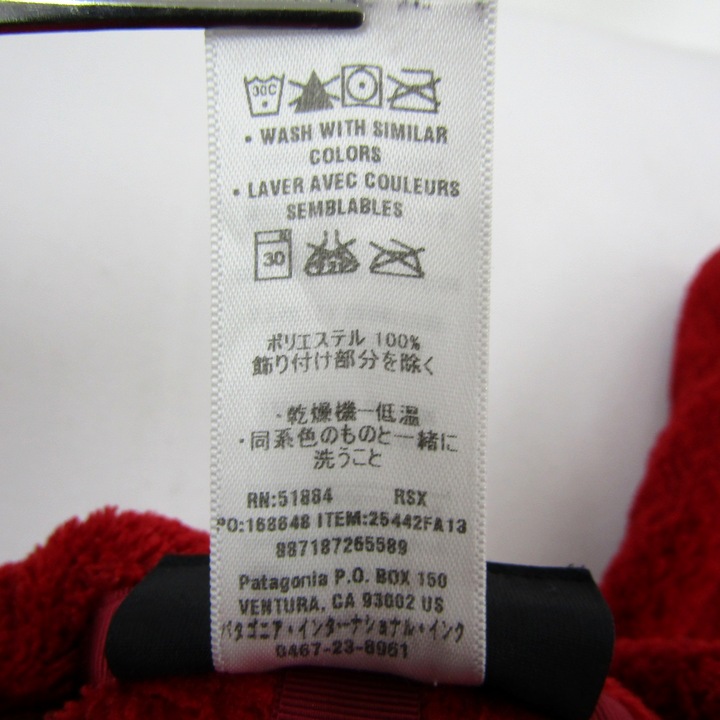 30C
• WASH WITH SIMILAR
COLORS
• LAVER AVEC COULEURS
SEMBLABLES
30
ポリエステル 100%
飾り付け部分を除く
・乾燥機ー低温
・同系色のものと一緒に
洗うこと
RN:51884 RSX
PO:168648 ITEM:25442FA13
887187265589
Patagonia P.O. BOX 150
VENTURA, CA 93002 US
パタゴニア・インターナショナル・インク
0467-23-8961